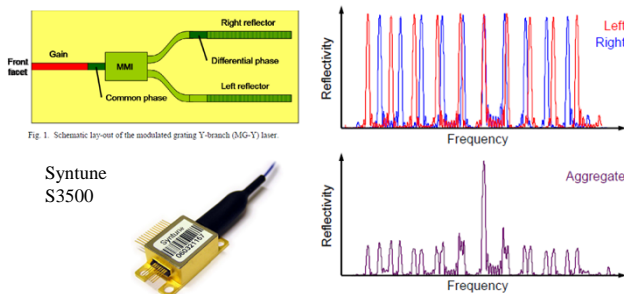 Right reflector
Gain
Differential phase
Front
facet
MMI
Left reflector
Common phase
Fig. 1. Schematic lay-out of the modulated grating Y-branch (MG-Y) laser.
Syntune
S3500
Syntune
060321167
Left
Right
Reflectivity
Frequency
Aggregate
Reflectivity
Frequency